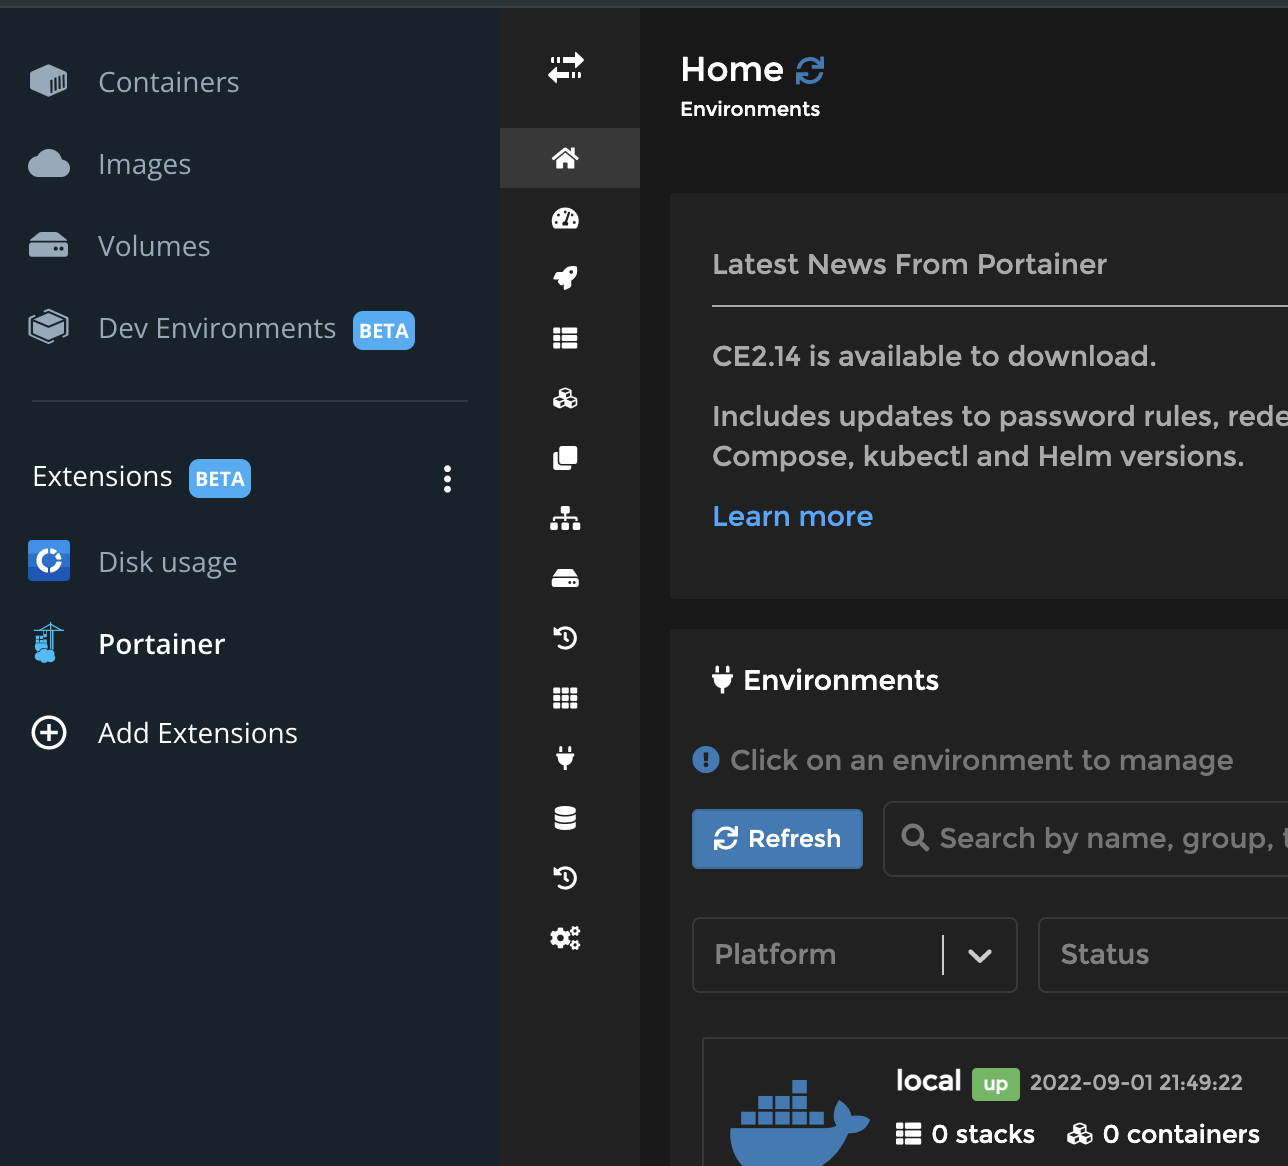 Containers
Images
Volumes
Dev Environments BETA
Extensions BETA
Disk usage
Portainer
Add Extensions
Home
Environments
Latest News From Portainer
CE2.14 is available to download.
Includes updates to password rules,
Compose, kubectl and Helm versions.
Learn more
Environments
Click on an environment to manage
Refresh
Search by name, group,
Platform
Status
local up 2022-09-01 21:49:22
0 stacks 0 containers